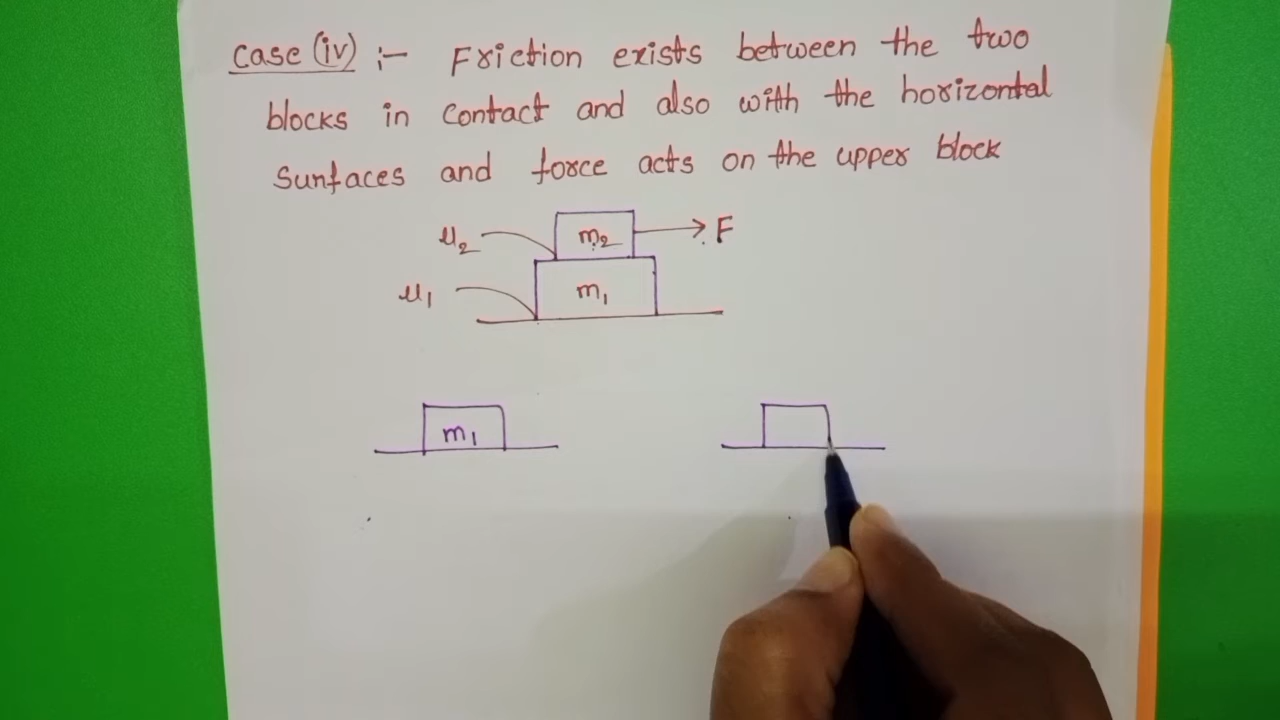 case (iv) :- Friction exists between the two
blocks in contact and also with the horizontal
surfaces and force acts on the upper block
μ2 m2 F
μ1 m1
m1